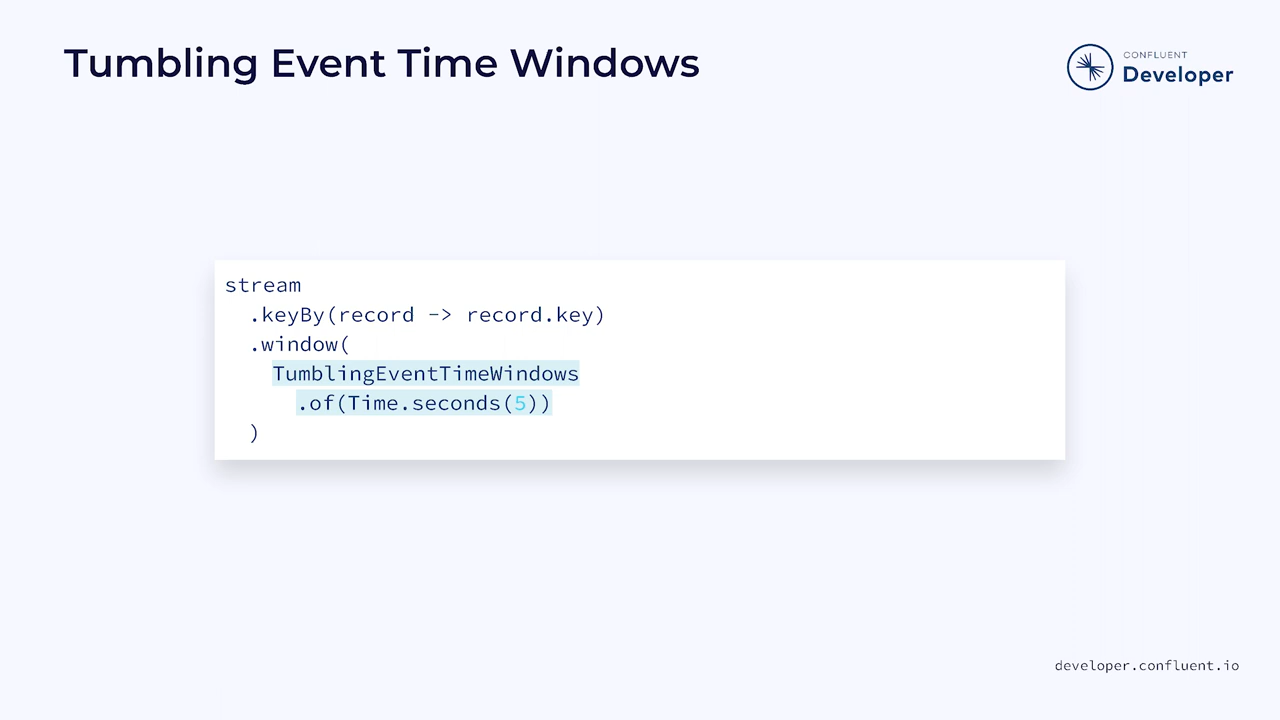 Tumbling Event Time Windows
CONFLUENT
Developer
stream
  .keyBy(record -> record.key)
  .window(
    TumblingEventTimeWindows
      .of(Time.seconds(5))
  )
developer.confluent.io